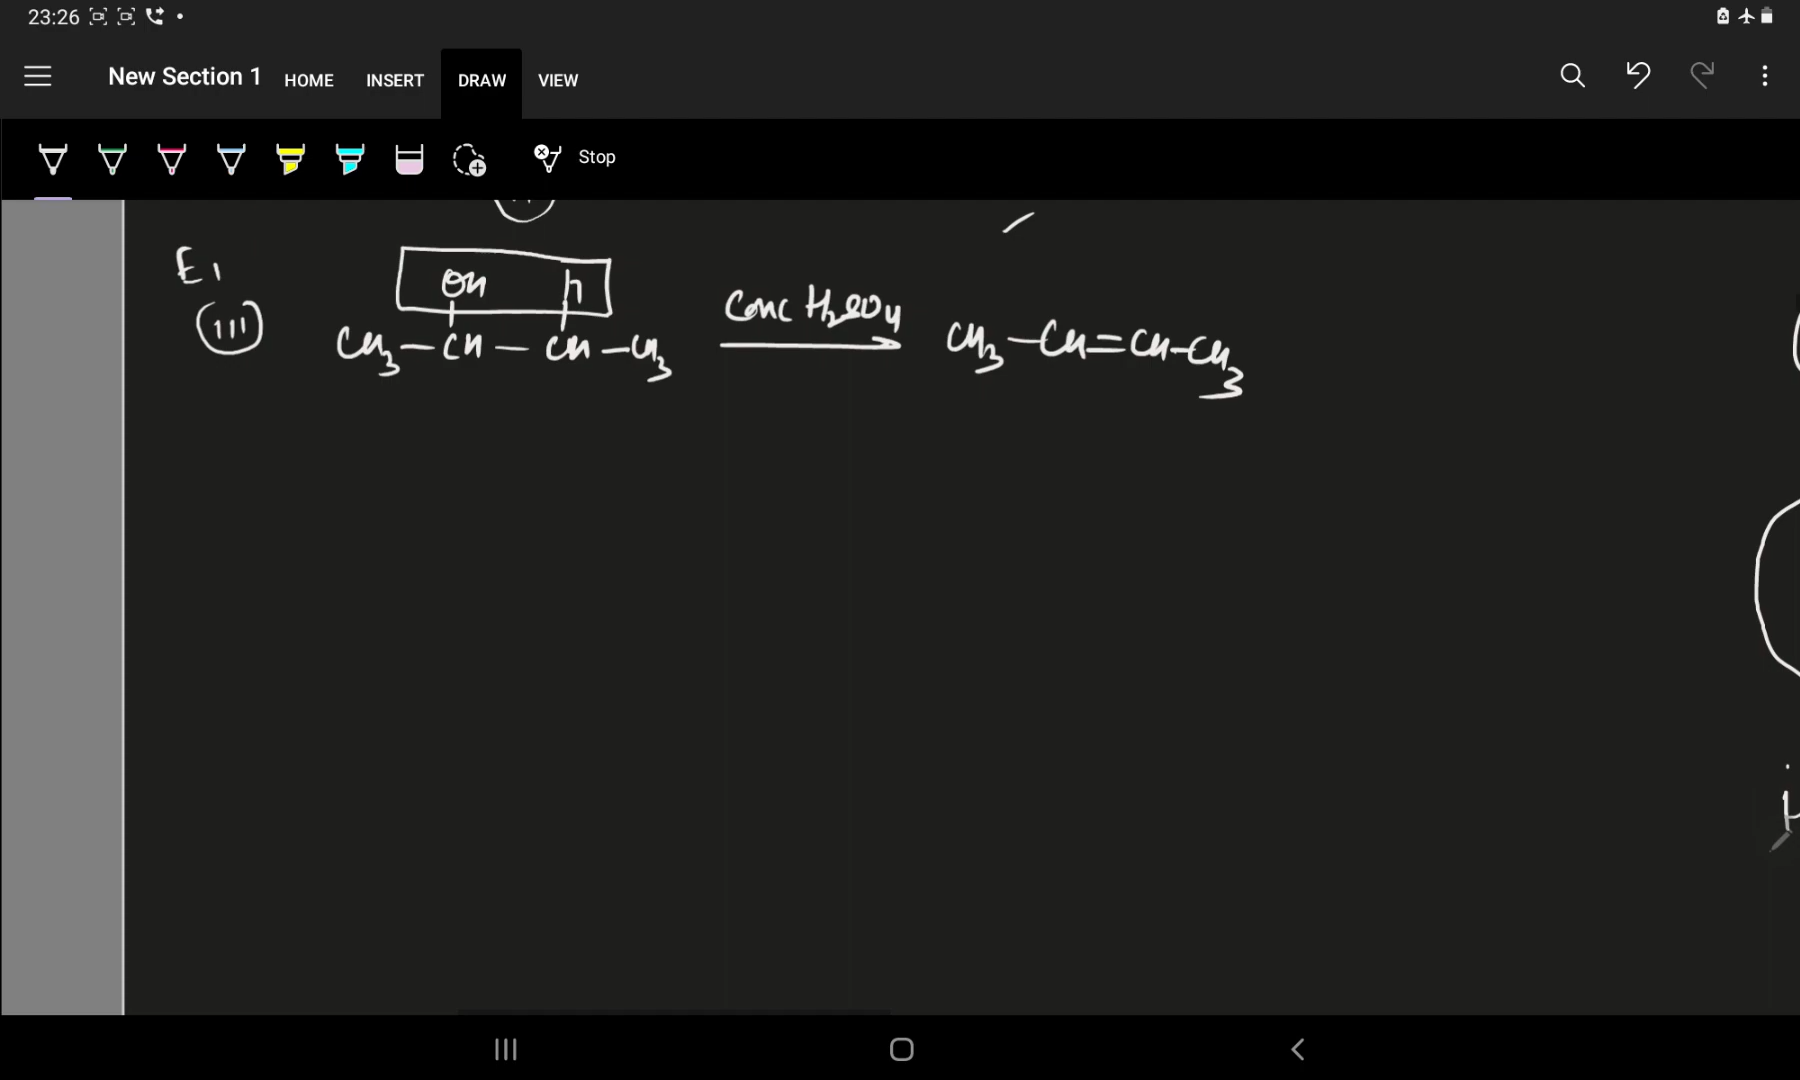 23:26
New Section 1 HOME INSERT DRAW VIEW
Stop
E1
OH H
(III) CH3-CH-CH-CH3 Conc H2SO4 → CH3-CH=CH-CH3